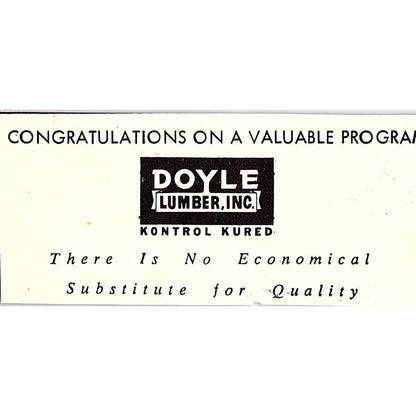 CONGRATULATIONS ON A VALUABLE PROGRAM
DOYLE
LUMBER, INC.
KONTROL KURED
There Is No Economical
Substitute for Quality